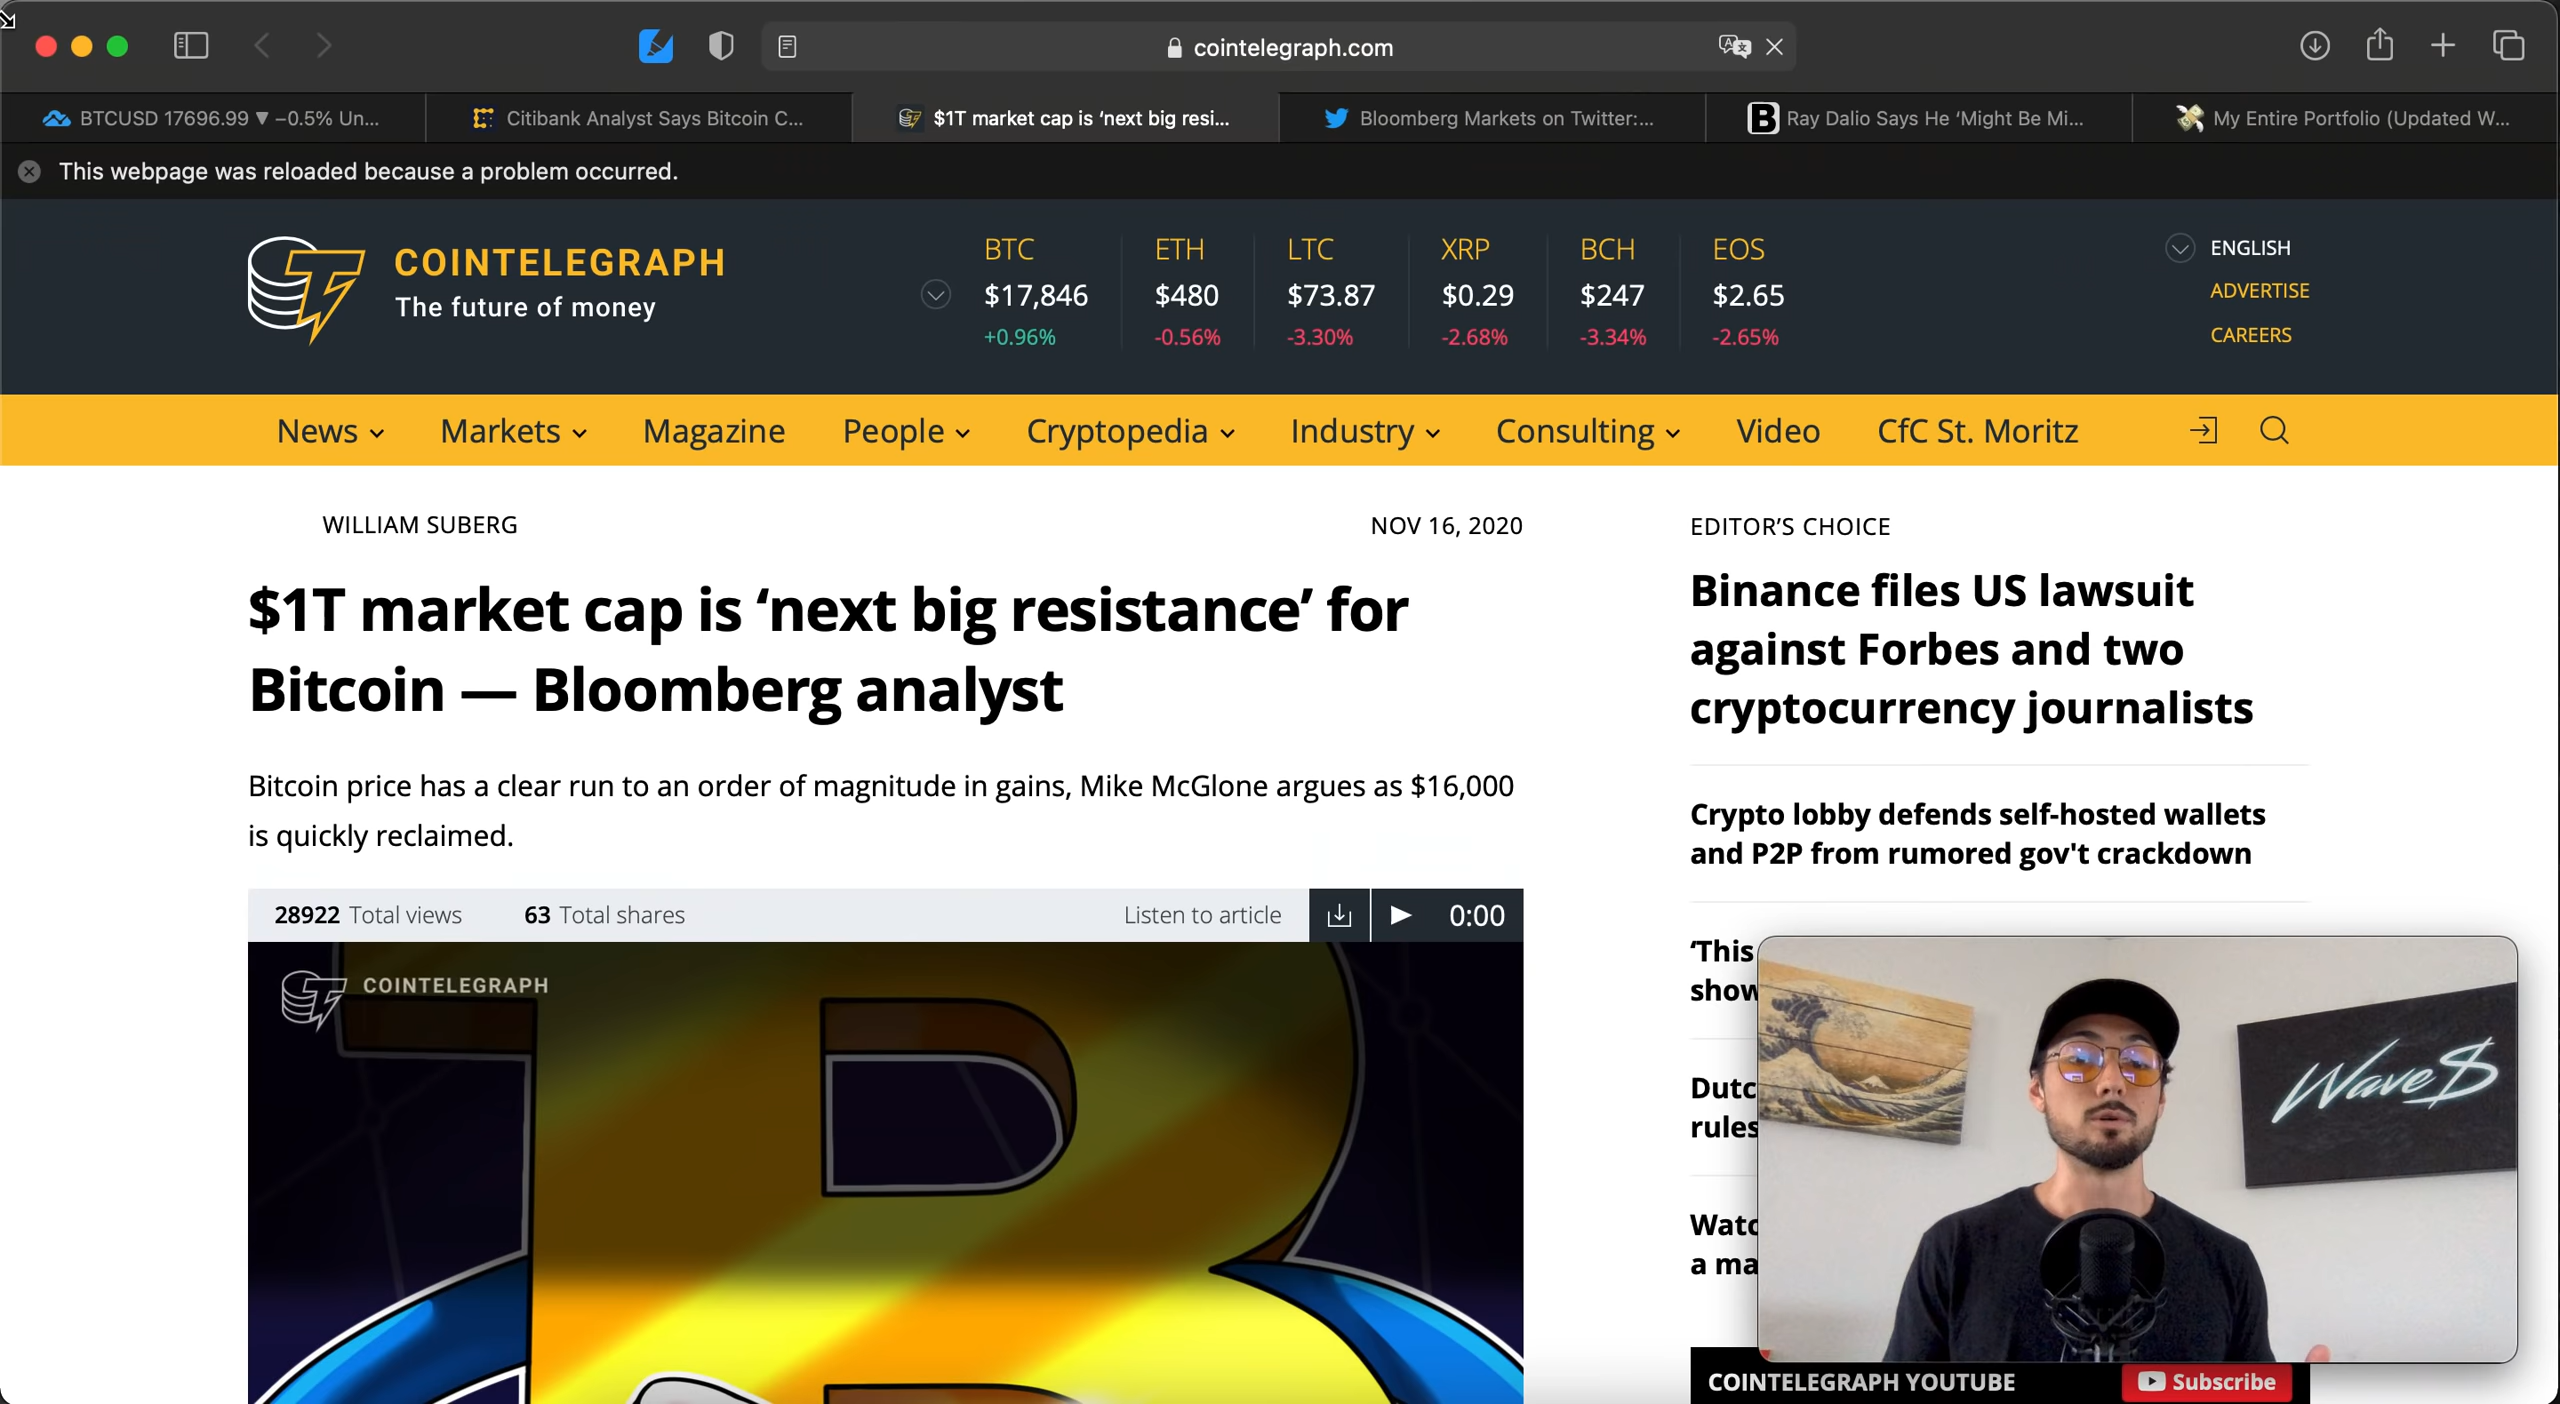 cointelegraph.com
BTCUSD 17696.99 ▼ −0.5% Un...
Citibank Analyst Says Bitcoin C...
$1T market cap is ‘next big resi...
Bloomberg Markets on Twitter:...
Ray Dalio Says He ‘Might Be Mi...
My Entire Portfolio (Updated W...
This webpage was reloaded because a problem occurred.
COINTELEGRAPH
The future of money
BTC ETH LTC XRP BCH EOS
$17,846 $480 $73.87 $0.29 $247 $2.65
+0.96% -0.56% -3.30% -2.68% -3.34% -2.65%
ENGLISH
ADVERTISE
CAREERS
News Markets Magazine People Cryptopedia Industry Consulting Video CfC St. Moritz
WILLIAM SUBERG
NOV 16, 2020
$1T market cap is ‘next big resistance’ for
Bitcoin — Bloomberg analyst
Bitcoin price has a clear run to an order of magnitude in gains, Mike McGlone argues as $16,000
is quickly reclaimed.
28922 Total views 63 Total shares Listen to article 0:00
COINTELEGRAPH
EDITOR’S CHOICE
Binance files US lawsuit
against Forbes and two
cryptocurrency journalists
Crypto lobby defends self-hosted wallets
and P2P from rumored gov't crackdown
‘This
show
Dutc
rules
Watc
a ma
Wave$
COINTELEGRAPH YOUTUBE
Subscribe